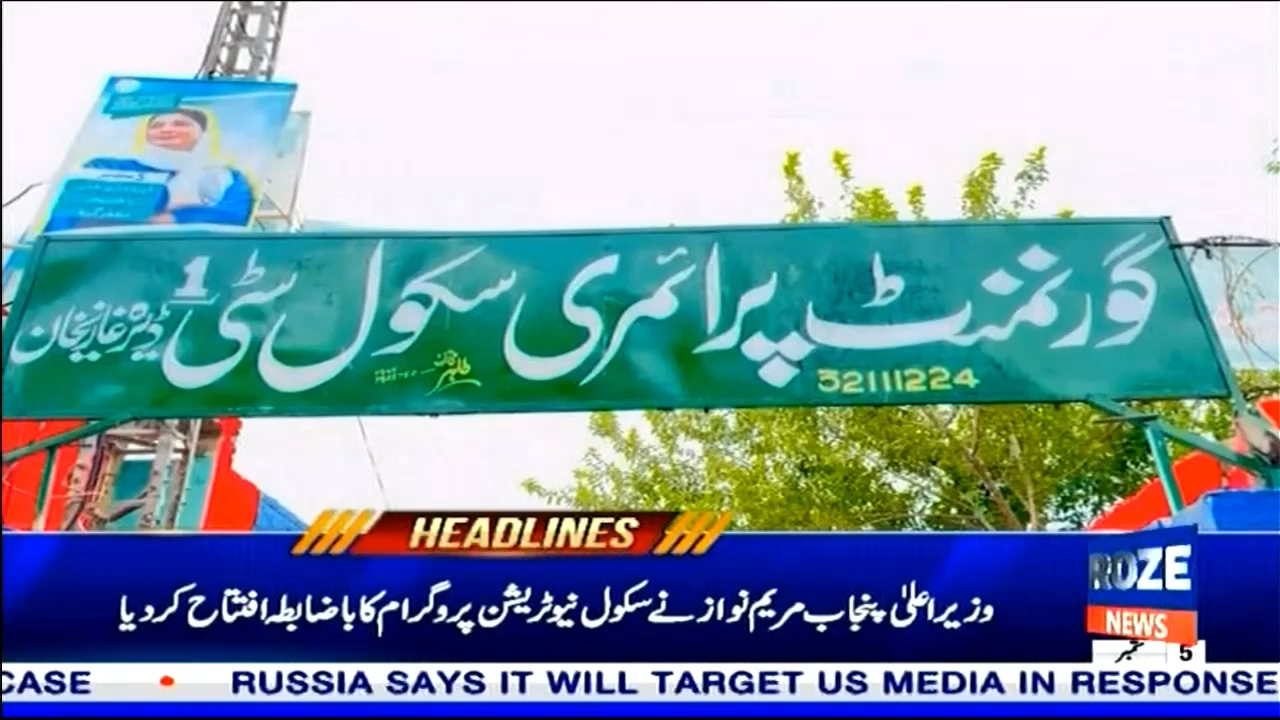 گورنمنٹ پرائمری سکول سٹی 1 ڈیرہ غازیخان
32111224
HEADLINES
وزیراعلیٰ پنجاب مریم نواز نے سکول نیوٹریشن پروگرام کا باضابطہ افتتاح کردیا
ROZE
NEWS
5 ستمبر
CASE • RUSSIA SAYS IT WILL TARGET US MEDIA IN RESPONSE